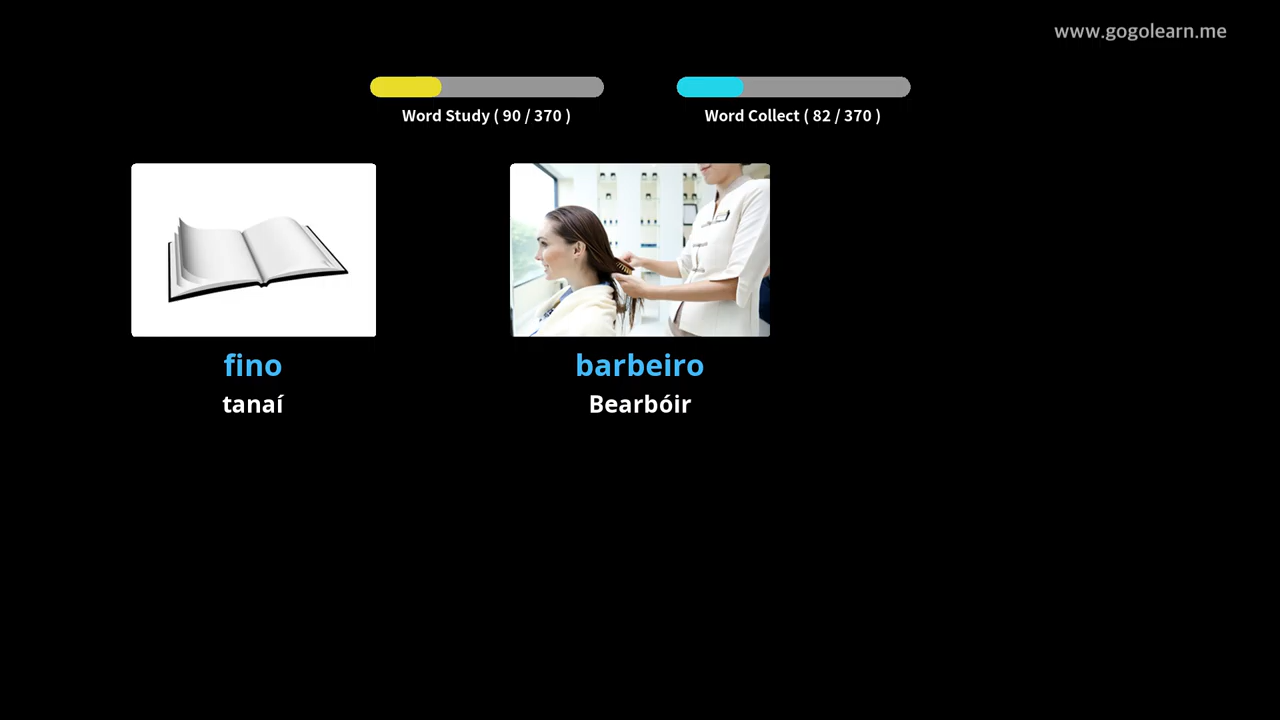 www.gogolearn.me
Word Study ( 90 / 370 )
Word Collect ( 82 / 370 )
fino
tanaí
barbeiro
Bearbóir